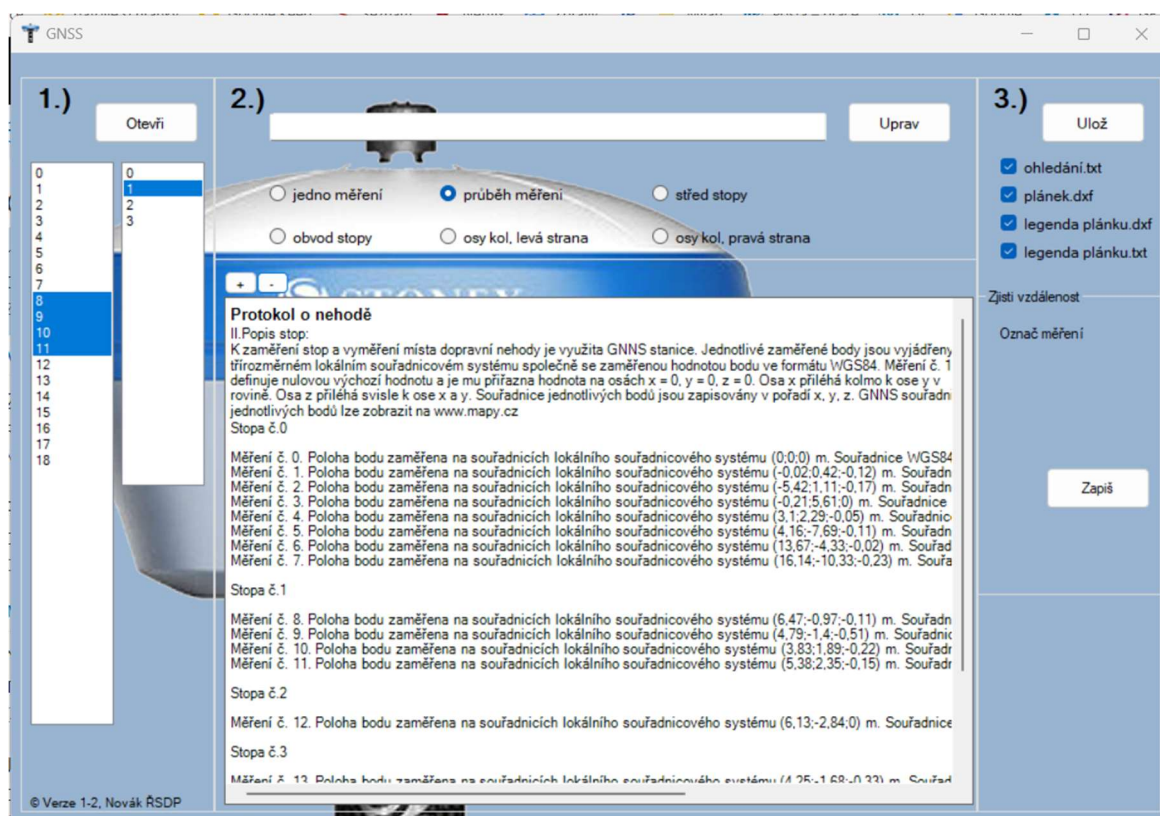 GNSS
1.)
Otevři
0
1
2
3
4
5
6
7
8
9
10
11
12
13
14
15
16
17
18
0
1
2
3
© Verze 1-2, Novák ŘSDP
2.)
Uprav
jedno měření
průběh měření
střed stopy
obvod stopy
osy kol, levá strana
osy kol, pravá strana
+
-
STONEX
Protokol o nehodě
II.Popis stop:
K zaměření stop a vyměření místa dopravní nehody je využita GNNS stanice. Jednotlivé zaměřené body jsou vyjádřeny
třírozměrném lokálním souřadnicovém systému společně se zaměřenou hodnotou bodu ve formátu WGS84. Měření č. 1
definuje nulovou výchozí hodnotu a je mu přiřazna hodnota na osách x = 0, y = 0, z = 0. Osa x přiléhá kolmo k ose y v
rovině. Osa z přiléhá svisle k ose x a y. Souřadnice jednotlivých bodů jsou zapisovány v pořadí x, y, z. GNNS souřadni
jednotlivých bodů lze zobrazit na www.mapy.cz
Stopa č.0
Měření č. 0. Poloha bodu zaměřena na souřadnicích lokálního souřadnicového systému (0;0;0) m. Souřadnice WGS84
Měření č. 1. Poloha bodu zaměřena na souřadnicích lokálního souřadnicového systému (-0,02;0,42;-0,12) m. Souřadn
Měření č. 2. Poloha bodu zaměřena na souřadnicích lokálního souřadnicového systému (-5,42;1,11;-0,17) m. Souřadn
Měření č. 3. Poloha bodu zaměřena na souřadnicích lokálního souřadnicového systému (-0,21;5,61;0) m. Souřadnice
Měření č. 4. Poloha bodu zaměřena na souřadnicích lokálního souřadnicového systému (3,1;2,29;-0,05) m. Souřadnic
Měření č. 5. Poloha bodu zaměřena na souřadnicích lokálního souřadnicového systému (4,16;-7,69;-0,11) m. Souřadn
Měření č. 6. Poloha bodu zaměřena na souřadnicích lokálního souřadnicového systému (13,67;-4,33;-0,02) m. Souřad
Měření č. 7. Poloha bodu zaměřena na souřadnicích lokálního souřadnicového systému (16,14;-10,33;-0,23) m. Souřa
Stopa č.1
Měření č. 8. Poloha bodu zaměřena na souřadnicích lokálního souřadnicového systému (6,47;-0,97;-0,11) m. Souřadn
Měření č. 9. Poloha bodu zaměřena na souřadnicích lokálního souřadnicového systému (4,79;-1,4;-0,51) m. Souřadnic
Měření č. 10. Poloha bodu zaměřena na souřadnicích lokálního souřadnicového systému (3,83;1,89;-0,22) m. Souřadr
Měření č. 11. Poloha bodu zaměřena na souřadnicích lokálního souřadnicového systému (5,38;2,35;-0,15) m. Souřadr
Stopa č.2
Měření č. 12. Poloha bodu zaměřena na souřadnicích lokálního souřadnicového systému (6,13;-2,84;0) m. Souřadnice
Stopa č.3
Měření č. 13. Poloha bodu zaměřena na souřadnicích lokálního souřadnicového systému (4,25;-1,68;-0,33) m. Souřad
3.)
Ulož
ohledání.txt
plánek.dxf
legenda plánku.dxf
legenda plánku.txt
Zjisti vzdálenost
Označ měření
Zapiš